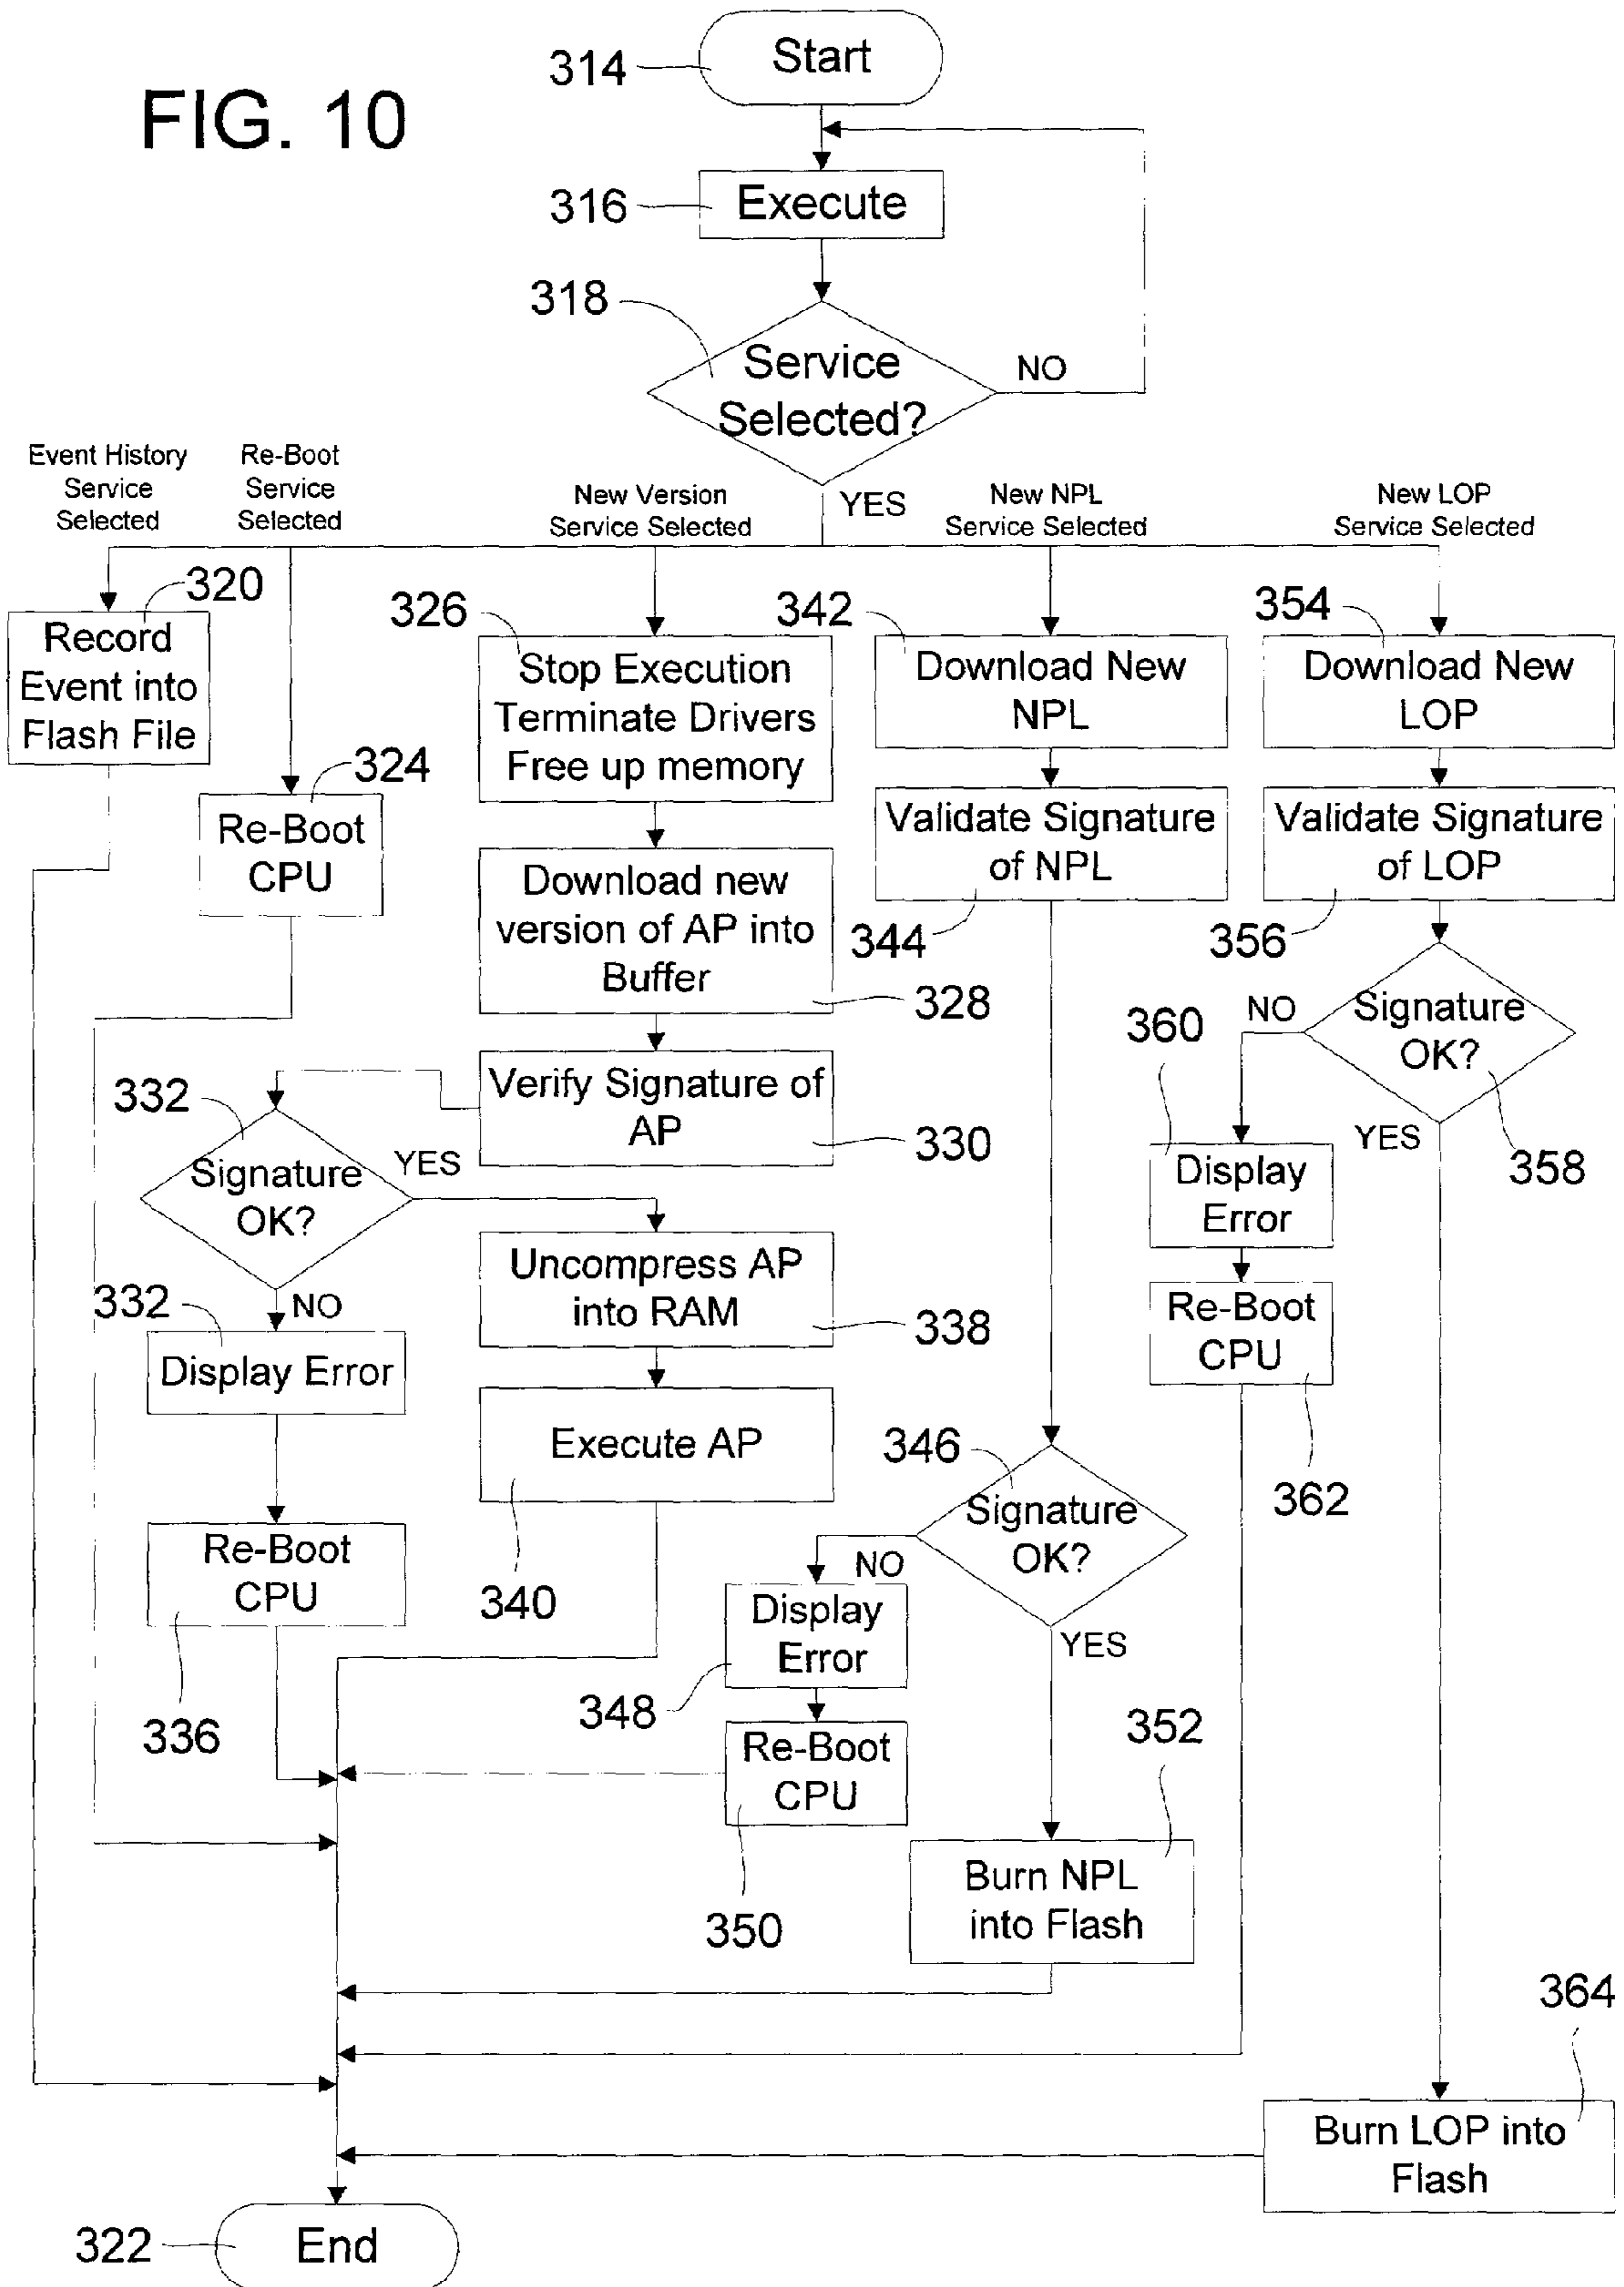 FIG. 10
314
Start
316
Execute
318
Service
Selected?
NO
YES
Event History
Service
Selected
Re-Boot
Service
Selected
New Version
Service Selected
New NPL
Service Selected
New LOP
Service Selected
320
Record
Event into
Flash File
324
Re-Boot
CPU
326
Stop Execution
Terminate Drivers
Free up memory
Download new
version of AP into
Buffer
328
Verify Signature of
AP
330
332
Signature
OK?
YES
NO
332
Display Error
Re-Boot
CPU
336
Uncompress AP
into RAM
338
Execute AP
340
342
Download New
NPL
Validate Signature
of NPL
344
346
Signature
OK?
NO
YES
Display
Error
348
Re-Boot
CPU
350
352
Burn NPL
into Flash
354
Download New
LOP
Validate Signature
of LOP
356
Signature
OK?
358
NO
YES
360
Display
Error
Re-Boot
CPU
362
364
Burn LOP into
Flash
322
End